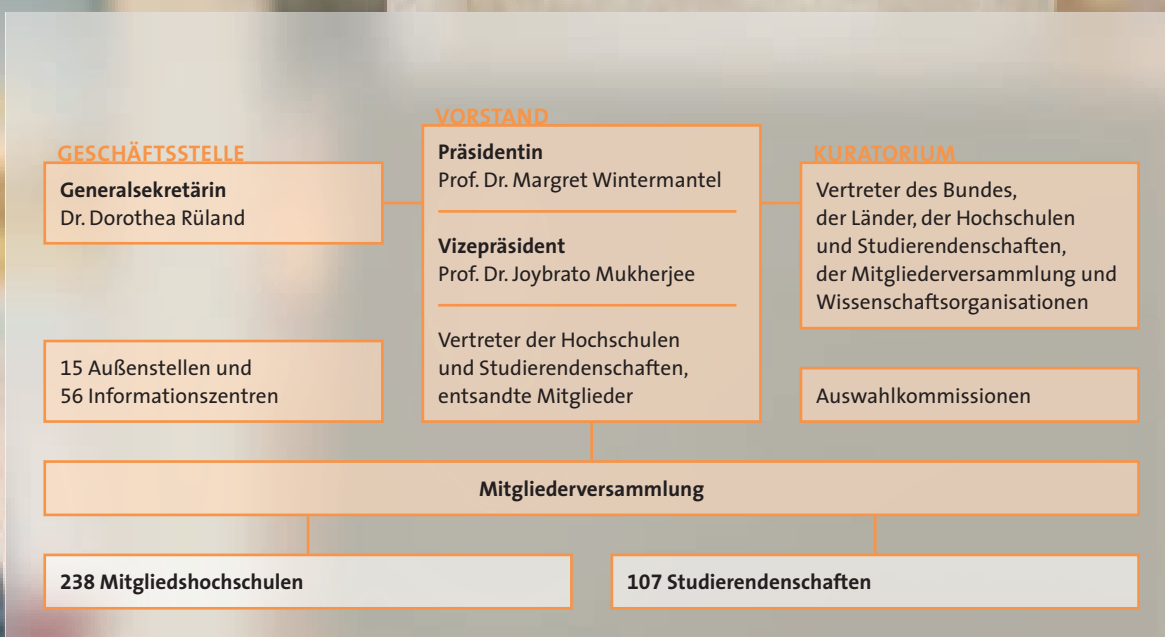 GESCHÄFTSSTELLE
Generalsekretärin
Dr. Dorothea Rüland
15 Außenstellen und
56 Informationszentren
VORSTAND
Präsidentin
Prof. Dr. Margret Wintermantel
Vizepräsident
Prof. Dr. Joybrato Mukherjee
Vertreter der Hochschulen
und Studierendenschaften,
entsandte Mitglieder
KURATORIUM
Vertreter des Bundes,
der Länder, der Hochschulen
und Studierendenschaften,
der Mitgliederversammlung und
Wissenschaftsorganisationen
Auswahlkommissionen
Mitgliederversammlung
238 Mitgliedshochschulen
107 Studierendenschaften